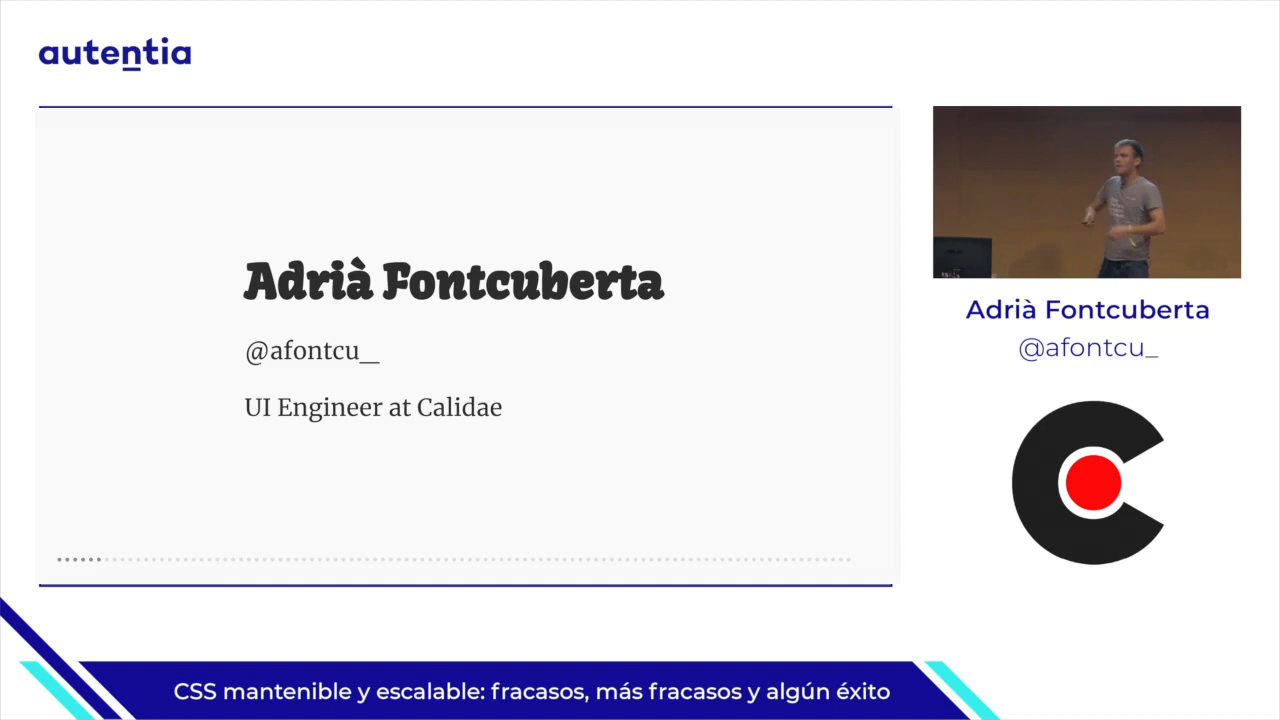 autentia
Adrià Fontcuberta
@afontcu_
UI Engineer at Calidae
Adrià Fontcuberta
@afontcu_
CSS mantenible y escalable: fracasos, más fracasos y algún éxito